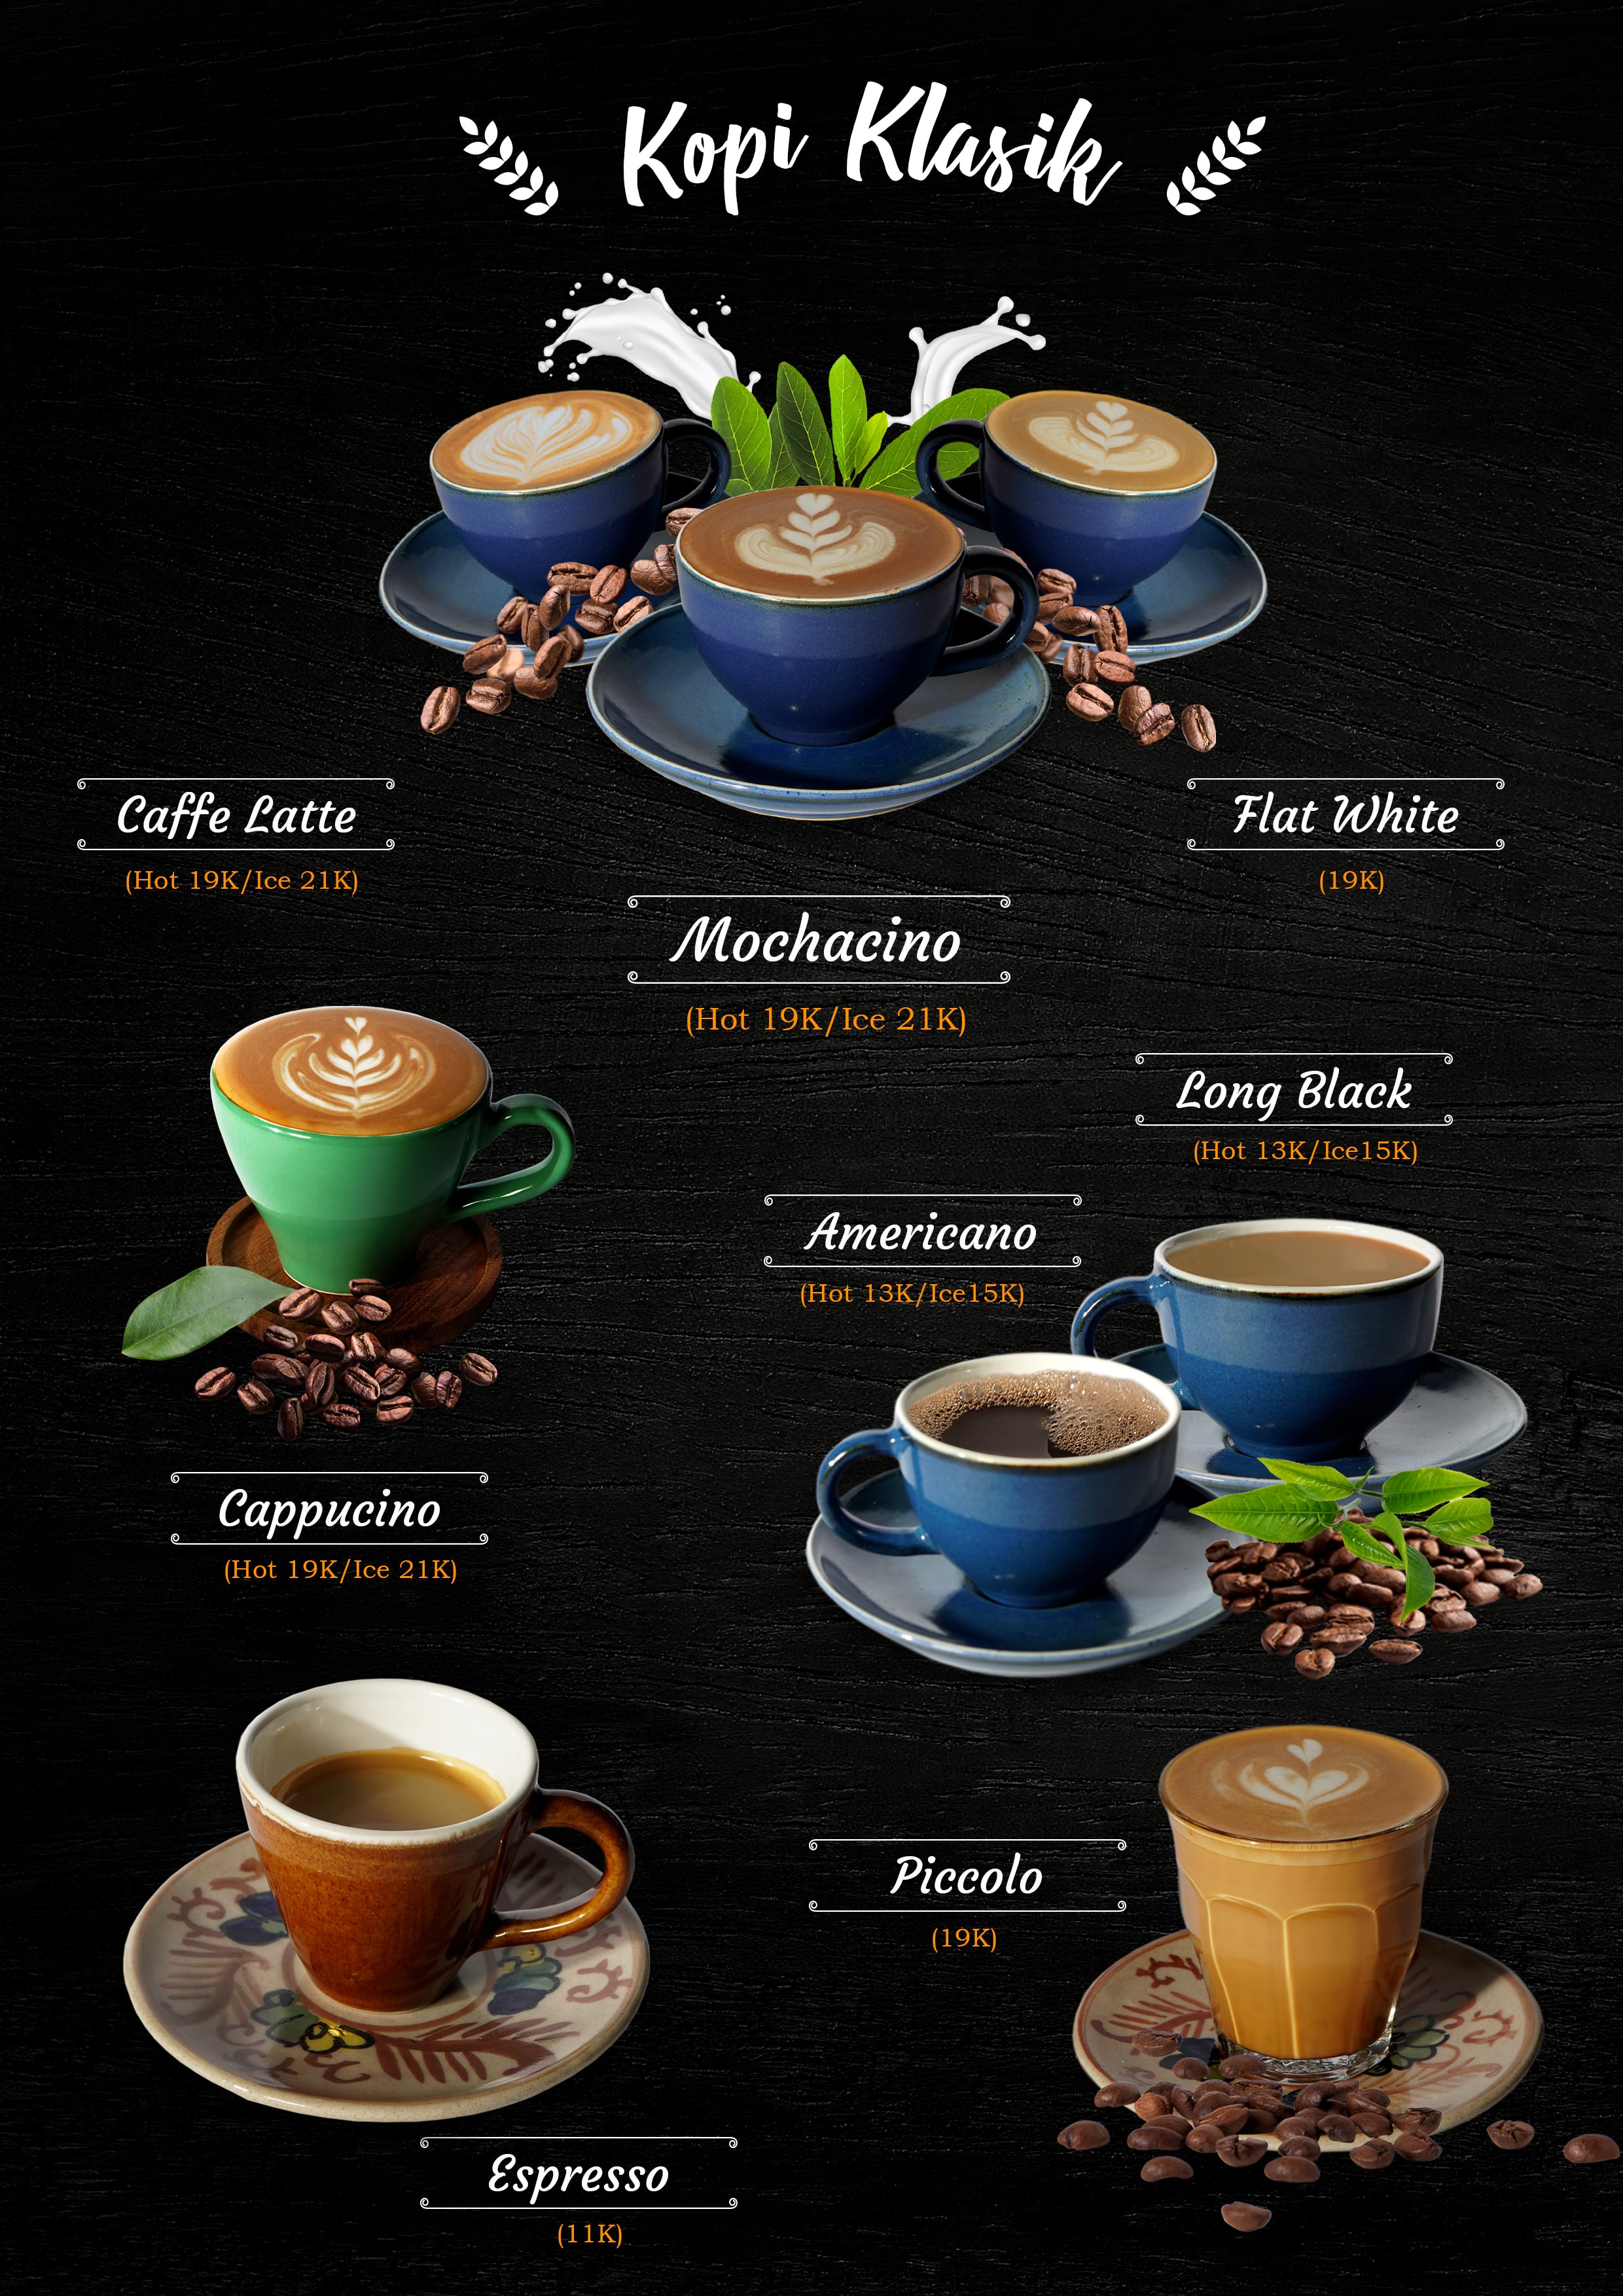 Kopi Klasik
Caffe Latte
(Hot 19K/Ice 21K)
Flat White
(19K)
Mochacino
(Hot 19K/Ice 21K)
Long Black
(Hot 13K/Ice15K)
Americano
(Hot 13K/Ice15K)
Cappucino
(Hot 19K/Ice 21K)
Piccolo
(19K)
Espresso
(11K)